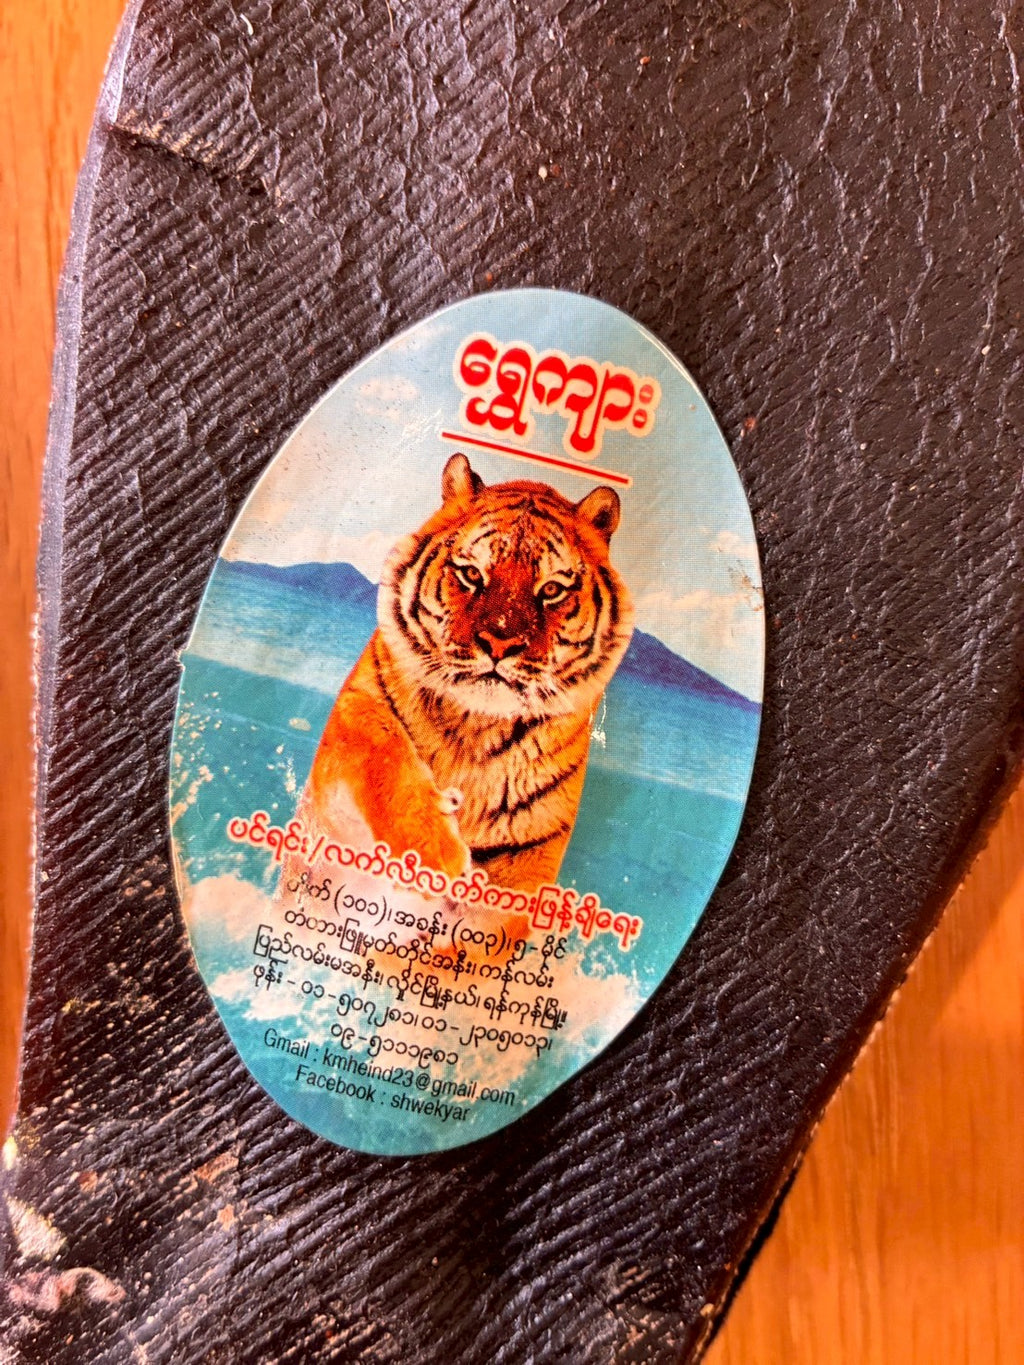 ရွှေကျား
ပင်ရင်း/လက်လီလက်ကားဖြန့်ချိရေး
တိုက် (၁၀၁)၊ အခန်း (၀၀၃)၊ ၅-မိုင်
တံတားဖြူမှတ်တိုင်အနီး၊ ကန်လမ်း
ပြည်လမ်းမအနီး၊ လှိုင်မြို့နယ်၊ ရန်ကုန်မြို့။
ဖုန်း - ၀၁-၅၀၇၂၈၁၊ ၀၁-၂၃၀၅၀၁၃၊
၀၉-၅၁၁၁၉၈၁
Gmail : kmheind23@gmail.com
Facebook : shwekyar